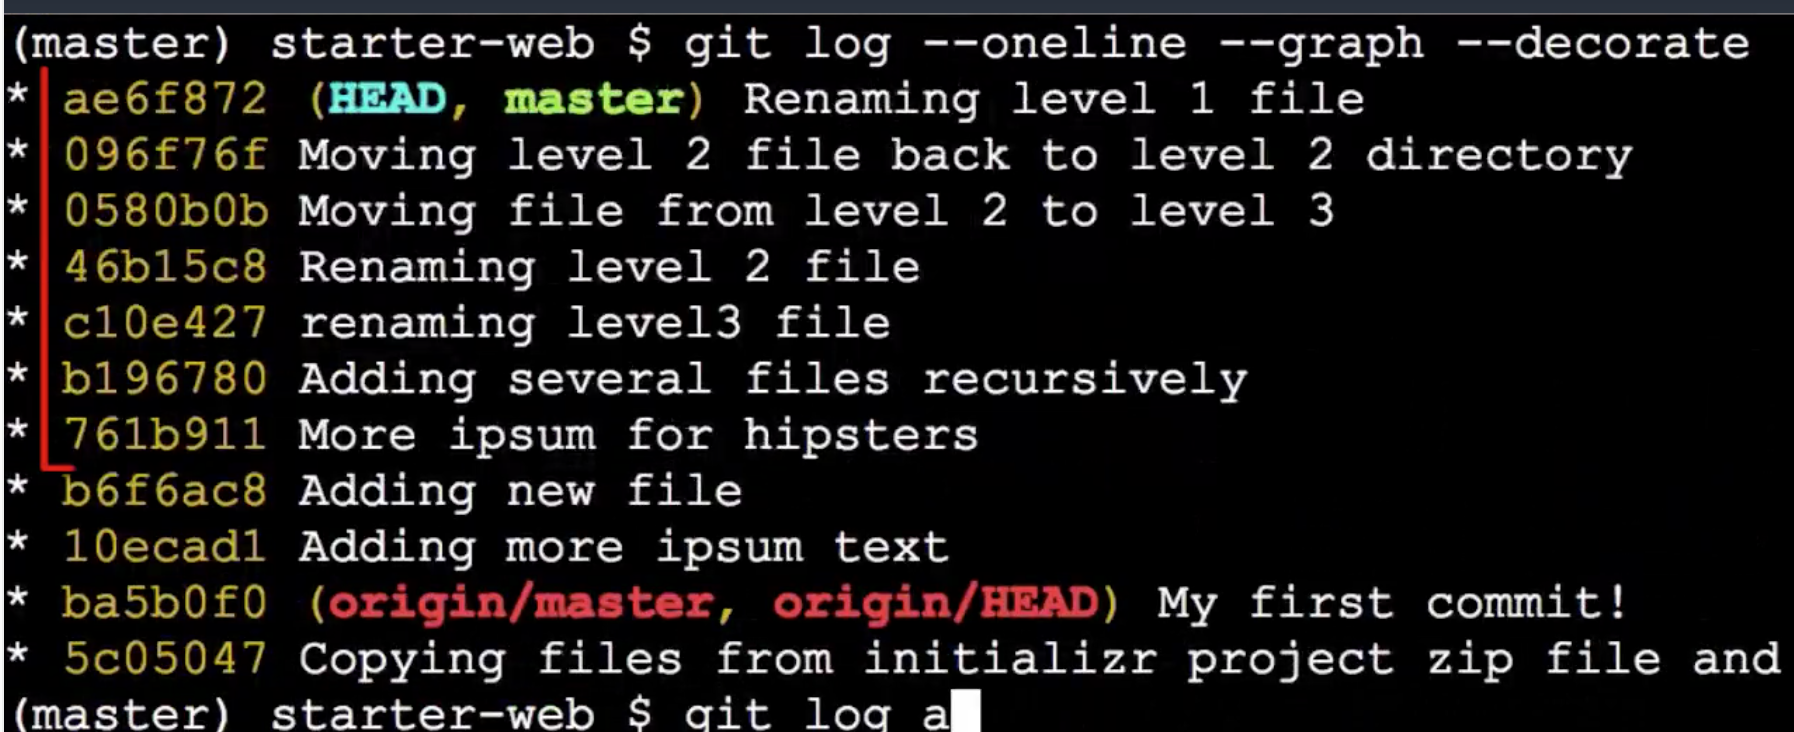 (master) starter-web $ git log --oneline --graph --decorate
* ae6f872 (HEAD, master) Renaming level 1 file
* 096f76f Moving level 2 file back to level 2 directory
* 0580b0b Moving file from level 2 to level 3
* 46b15c8 Renaming level 2 file
* c10e427 renaming level3 file
* b196780 Adding several files recursively
* 761b911 More ipsum for hipsters
* b6f6ac8 Adding new file
* 10ecad1 Adding more ipsum text
* ba5b0f0 (origin/master, origin/HEAD) My first commit!
* 5c05047 Copying files from initializr project zip file and
(master) starter-web $ git log a